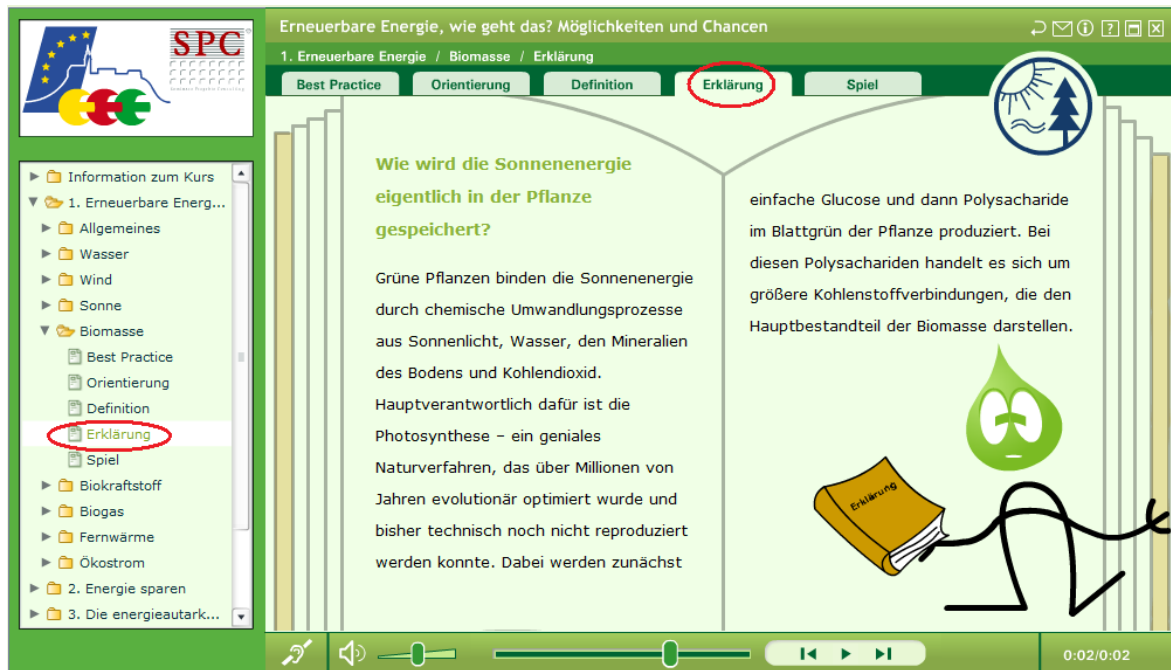 SPC
Erneuerbare Energie, wie geht das? Möglichkeiten und Chancen
1. Erneuerbare Energie / Biomasse / Erklärung
Best Practice
Orientierung
Definition
Erklärung
Spiel
Information zum Kurs
1. Erneuerbare Energ...
Allgemeines
Wasser
Wind
Sonne
Biomasse
Best Practice
Orientierung
Definition
Erklärung
Spiel
Biokraftstoff
Biogas
Fernwärme
Ökostrom
2. Energie sparen
3. Die energieautark...
Wie wird die Sonnenenergie
eigentlich in der Pflanze
gespeichert?
Grüne Pflanzen binden die Sonnenenergie
durch chemische Umwandlungsprozesse
aus Sonnenlicht, Wasser, den Mineralien
des Bodens und Kohlendioxid.
Hauptverantwortlich dafür ist die
Photosynthese – ein geniales
Naturverfahren, das über Millionen von
Jahren evolutionär optimiert wurde und
bisher technisch noch nicht reproduziert
werden konnte. Dabei werden zunächst
einfache Glucose und dann Polysacharide
im Blattgrün der Pflanze produziert. Bei
diesen Polysachariden handelt es sich um
größere Kohlenstoffverbindungen, die den
Hauptbestandteil der Biomasse darstellen.
Erklärung
0:02/0:02